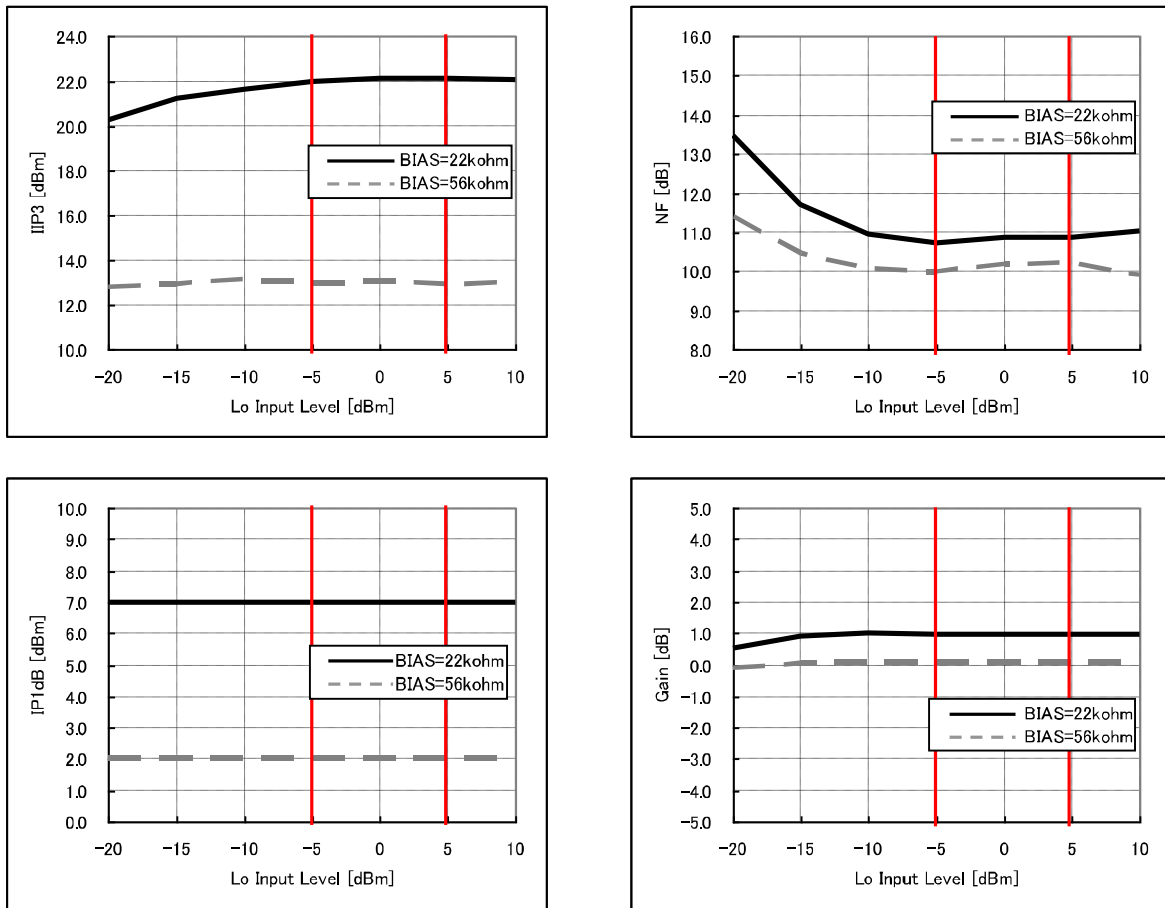 24.0
22.0
20.0
18.0
16.0
14.0
12.0
10.0
IIP3 [dBm]
BIAS=22kohm
BIAS=56kohm
-20 -15 -10 -5 0 5 10
Lo Input Level [dBm]
16.0
15.0
14.0
13.0
12.0
11.0
10.0
9.0
8.0
NF [dB]
BIAS=22kohm
BIAS=56kohm
-20 -15 -10 -5 0 5 10
Lo Input Level [dBm]
10.0
9.0
8.0
7.0
6.0
5.0
4.0
3.0
2.0
1.0
0.0
IP1dB [dBm]
BIAS=22kohm
BIAS=56kohm
-20 -15 -10 -5 0 5 10
Lo Input Level [dBm]
5.0
4.0
3.0
2.0
1.0
0.0
-1.0
-2.0
-3.0
-4.0
-5.0
Gain [dB]
BIAS=22kohm
BIAS=56kohm
-20 -15 -10 -5 0 5 10
Lo Input Level [dBm]